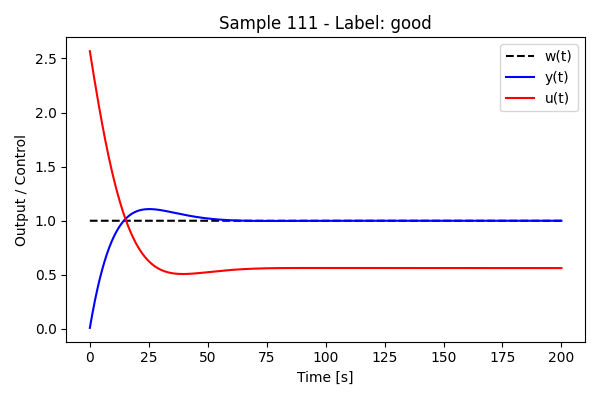 Sample 111 - Label: good
Output / Control
2.5
2.0
1.5
1.0
0.5
0.0
w(t)
y(t)
u(t)
0 25 50 75 100 125 150 175 200
Time [s]